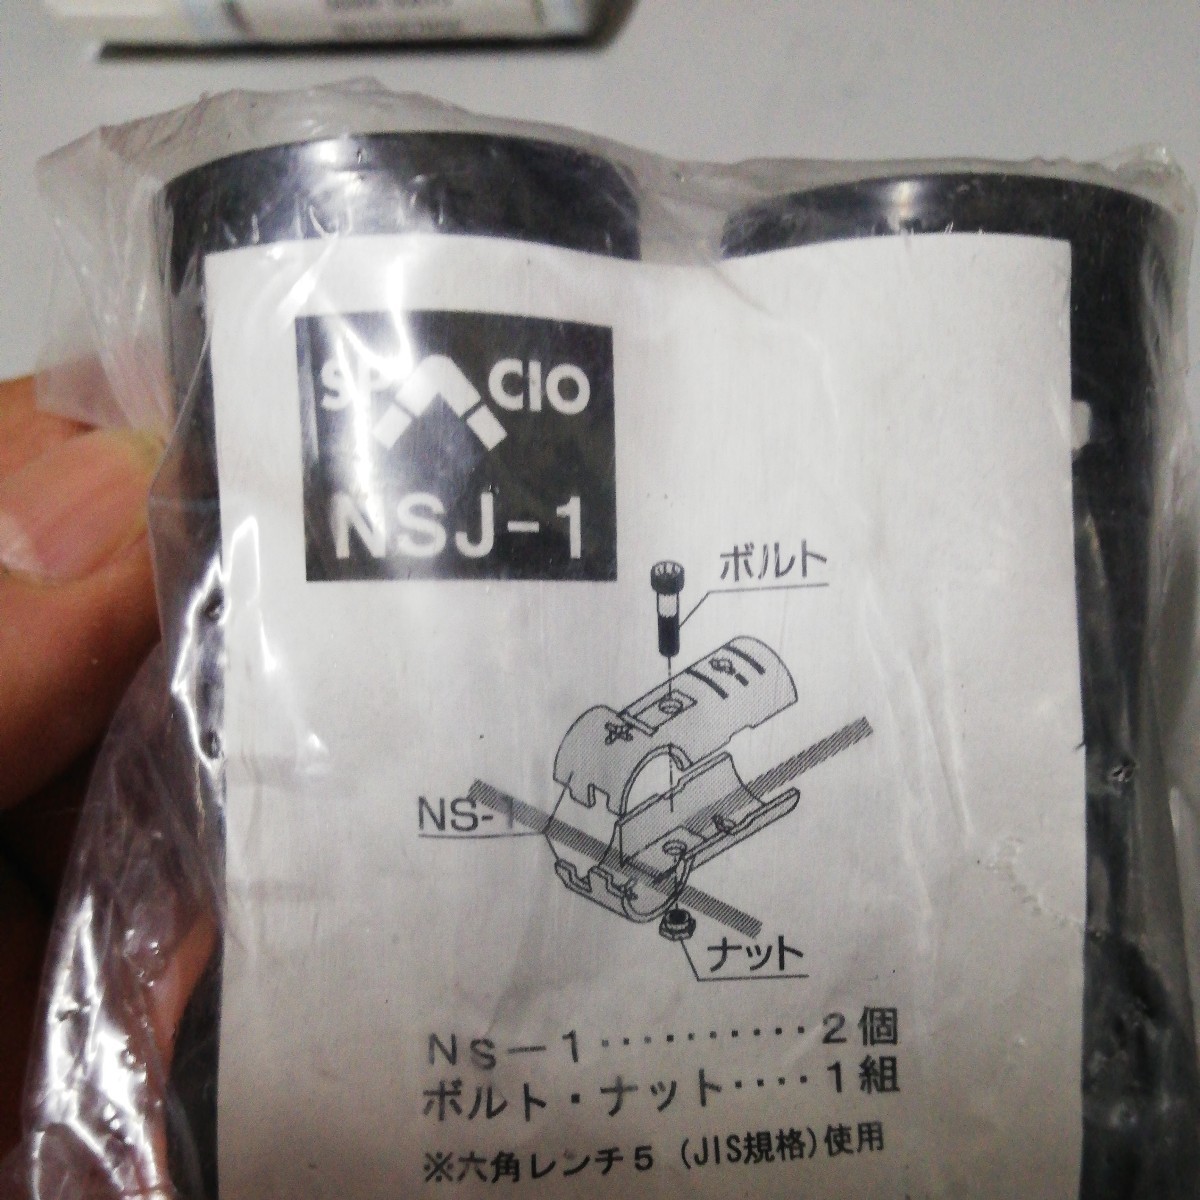 SPACIO
NSJ-1
ボルト
NS-1
ナット
NS－1‥‥‥‥‥2個
ボルト・ナット‥‥1組
※六角レンチ5 (JIS規格)使用